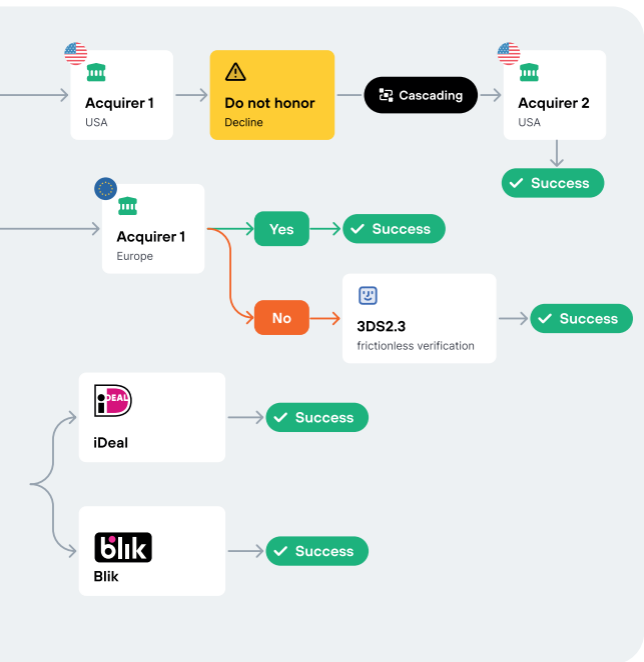 Acquirer 1
USA
Do not honor
Decline
Cascading
Acquirer 2
USA
Success
Acquirer 1
Europe
Yes
Success
No
3DS2.3
frictionless verification
Success
iDEAL
iDeal
Success
blik
Blik
Success